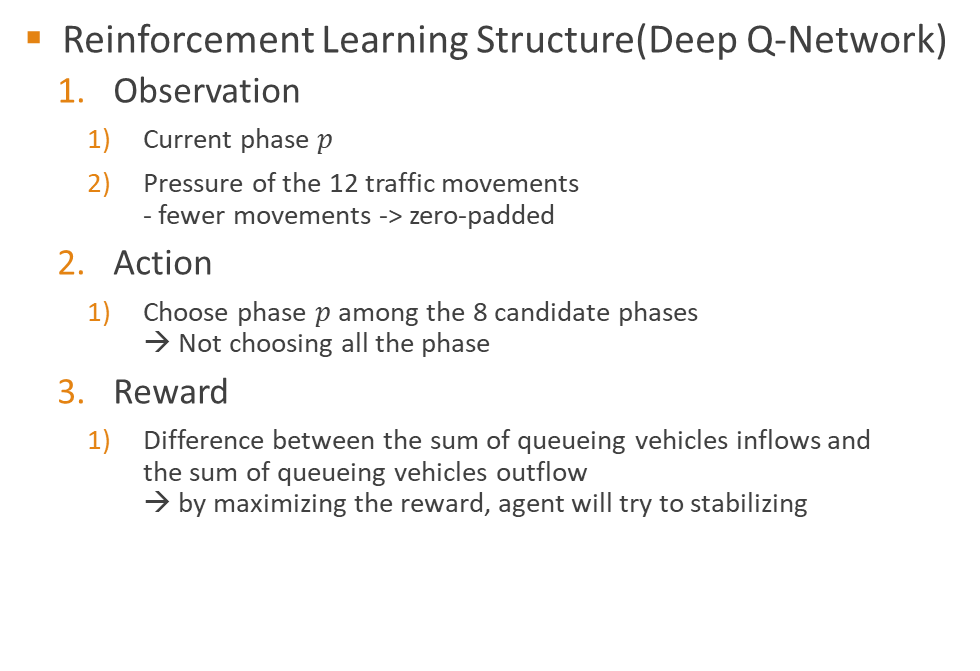 ▪ Reinforcement Learning Structure(Deep Q-Network)
1. Observation
1) Current phase p
2) Pressure of the 12 traffic movements
- fewer movements -> zero-padded
2. Action
1) Choose phase p among the 8 candidate phases
→ Not choosing all the phase
3. Reward
1) Difference between the sum of queueing vehicles inflows and
the sum of queueing vehicles outflow
→ by maximizing the reward, agent will try to stabilizing